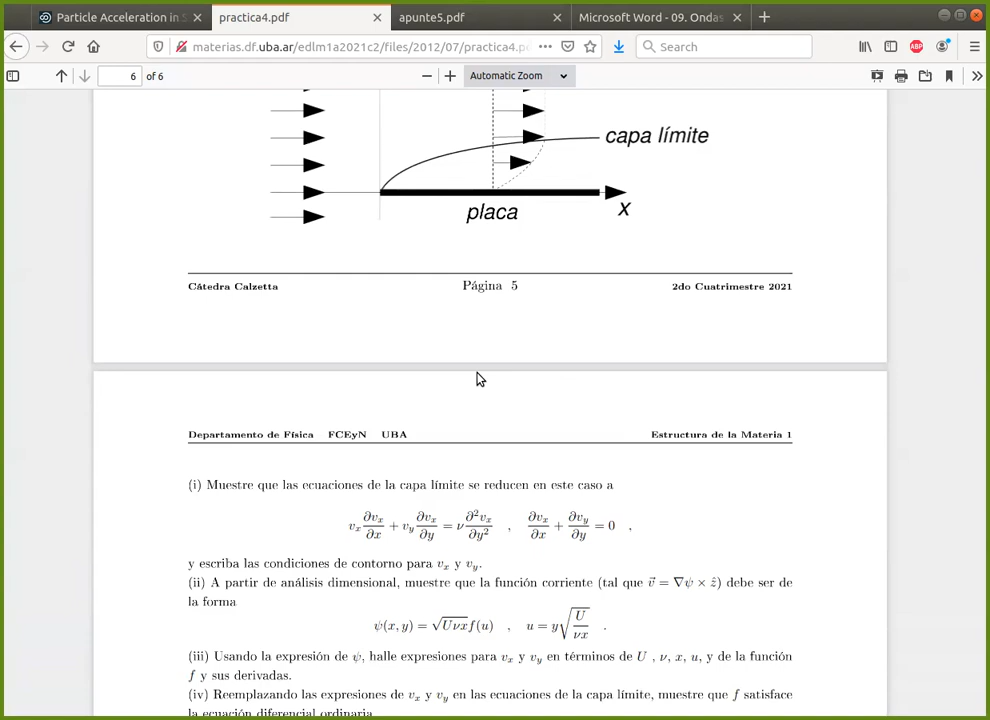 Particle Acceleration in S
practica4.pdf
apunte5.pdf
Microsoft Word - 09. Ondas
materias.df.uba.ar/edlm1a2021c2/files/2012/07/practica4.p
Search
ABP
6 of 6
Automatic Zoom
capa límite
placa
x
Cátedra Calzetta
Página 5
2do Cuatrimestre 2021
Departamento de Física FCEyN UBA
Estructura de la Materia 1
(i) Muestre que las ecuaciones de la capa límite se reducen en este caso a
v_x ∂v_x/∂x + v_y ∂v_x/∂y = ν ∂²v_x/∂y² , ∂v_x/∂x + ∂v_y/∂y = 0 ,
y escriba las condiciones de contorno para v_x y v_y.
(ii) A partir de análisis dimensional, muestre que la función corriente (tal que v⃗ = ∇ψ × ẑ) debe ser de
la forma
ψ(x, y) = √Uνx f(u) , u = y√(U/νx) .
(iii) Usando la expresión de ψ, halle expresiones para v_x y v_y en términos de U , ν, x, u, y de la función
f y sus derivadas.
(iv) Reemplazando las expresiones de v_x y v_y en las ecuaciones de la capa límite, muestre que f satisface
la ecuación diferencial ordinaria